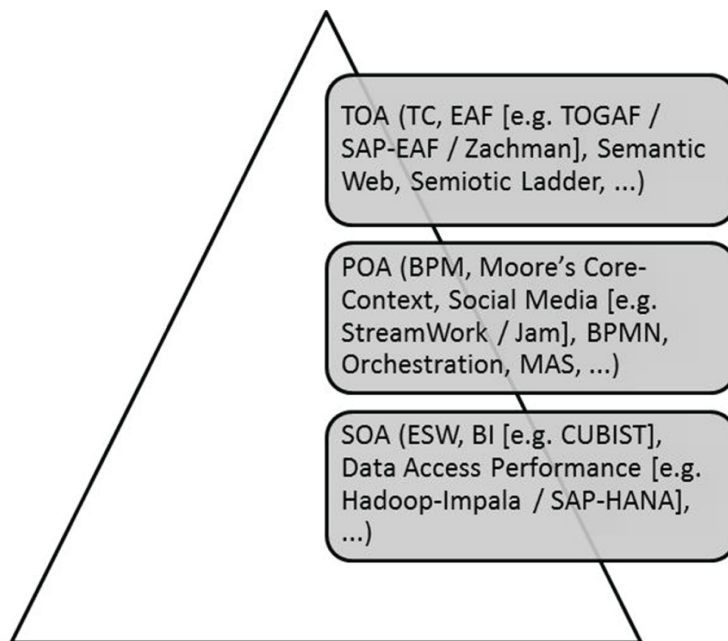 TOA (TC, EAF [e.g. TOGAF /
SAP-EAF / Zachman], Semantic
Web, Semiotic Ladder, ...)
POA (BPM, Moore’s Core-
Context, Social Media [e.g.
StreamWork / Jam], BPMN,
Orchestration, MAS, ...)
SOA (ESW, BI [e.g. CUBIST],
Data Access Performance [e.g.
Hadoop-Impala / SAP-HANA],
...)